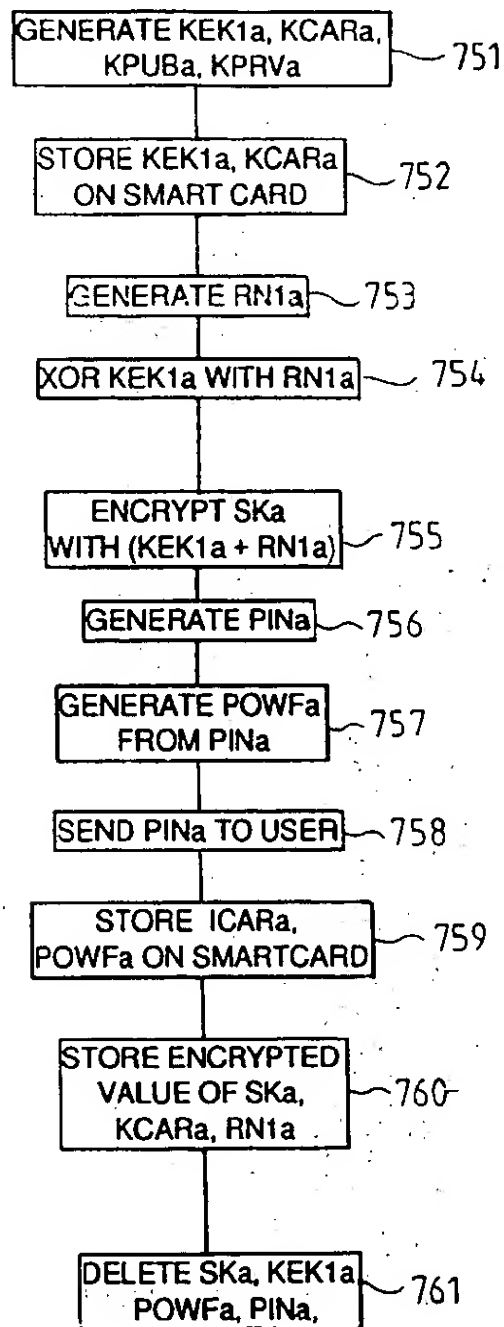 GENERATE KEK1a, KCARa,
KPUBa, KPRVa
751
STORE KEK1a, KCARa
ON SMART CARD
752
GENERATE RN1a
753
XOR KEK1a WITH RN1a
754
ENCRYPT SKa
WITH (KEK1a + RN1a)
755
GENERATE PINa
756
GENERATE POWFa
FROM PINa
757
SEND PINa TO USER
758
STORE ICARa,
POWFa ON SMARTCARD
759
STORE ENCRYPTED
VALUE OF SKa,
KCARa, RN1a
760
DELETE SKa, KEK1a
POWFa, PINa,
761